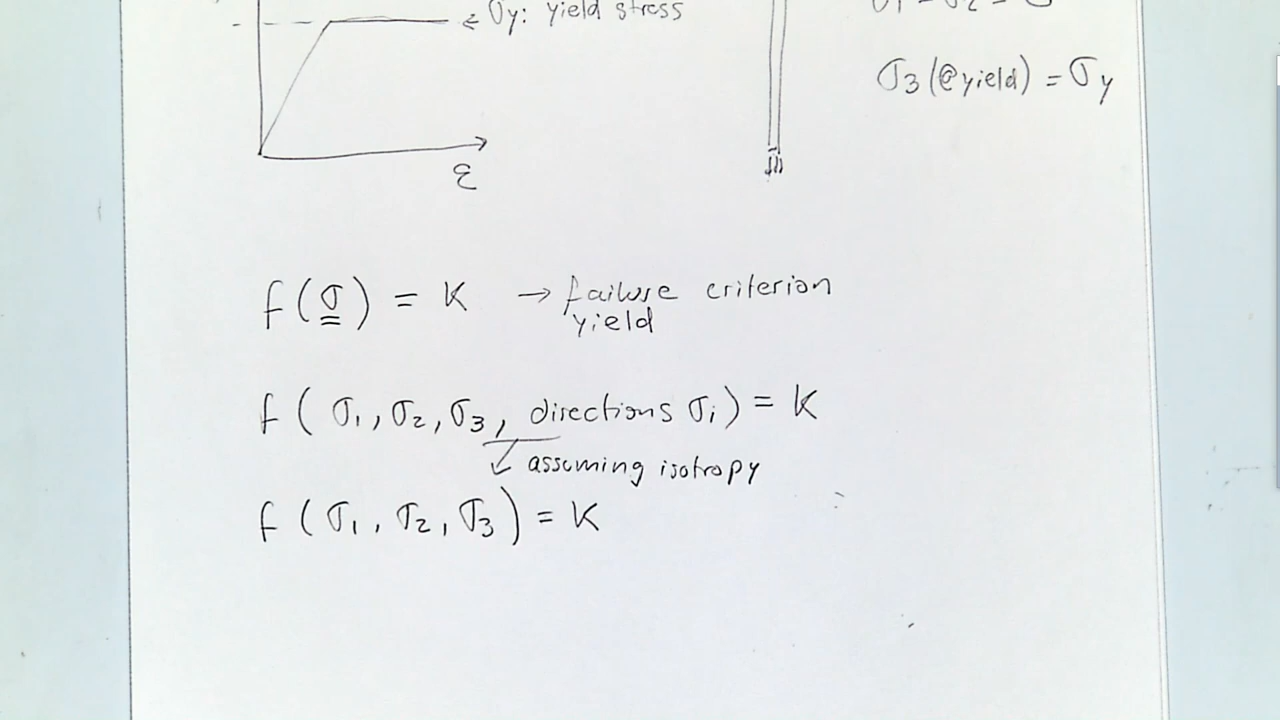 ← σy: yield stress
σ3 (@yield) = σy
ε
f(σ) = K → failure criterion
yield
f( σ1, σ2, σ3, directions σi) = K
↙ assuming isotropy
f( σ1, σ2, σ3 ) = K